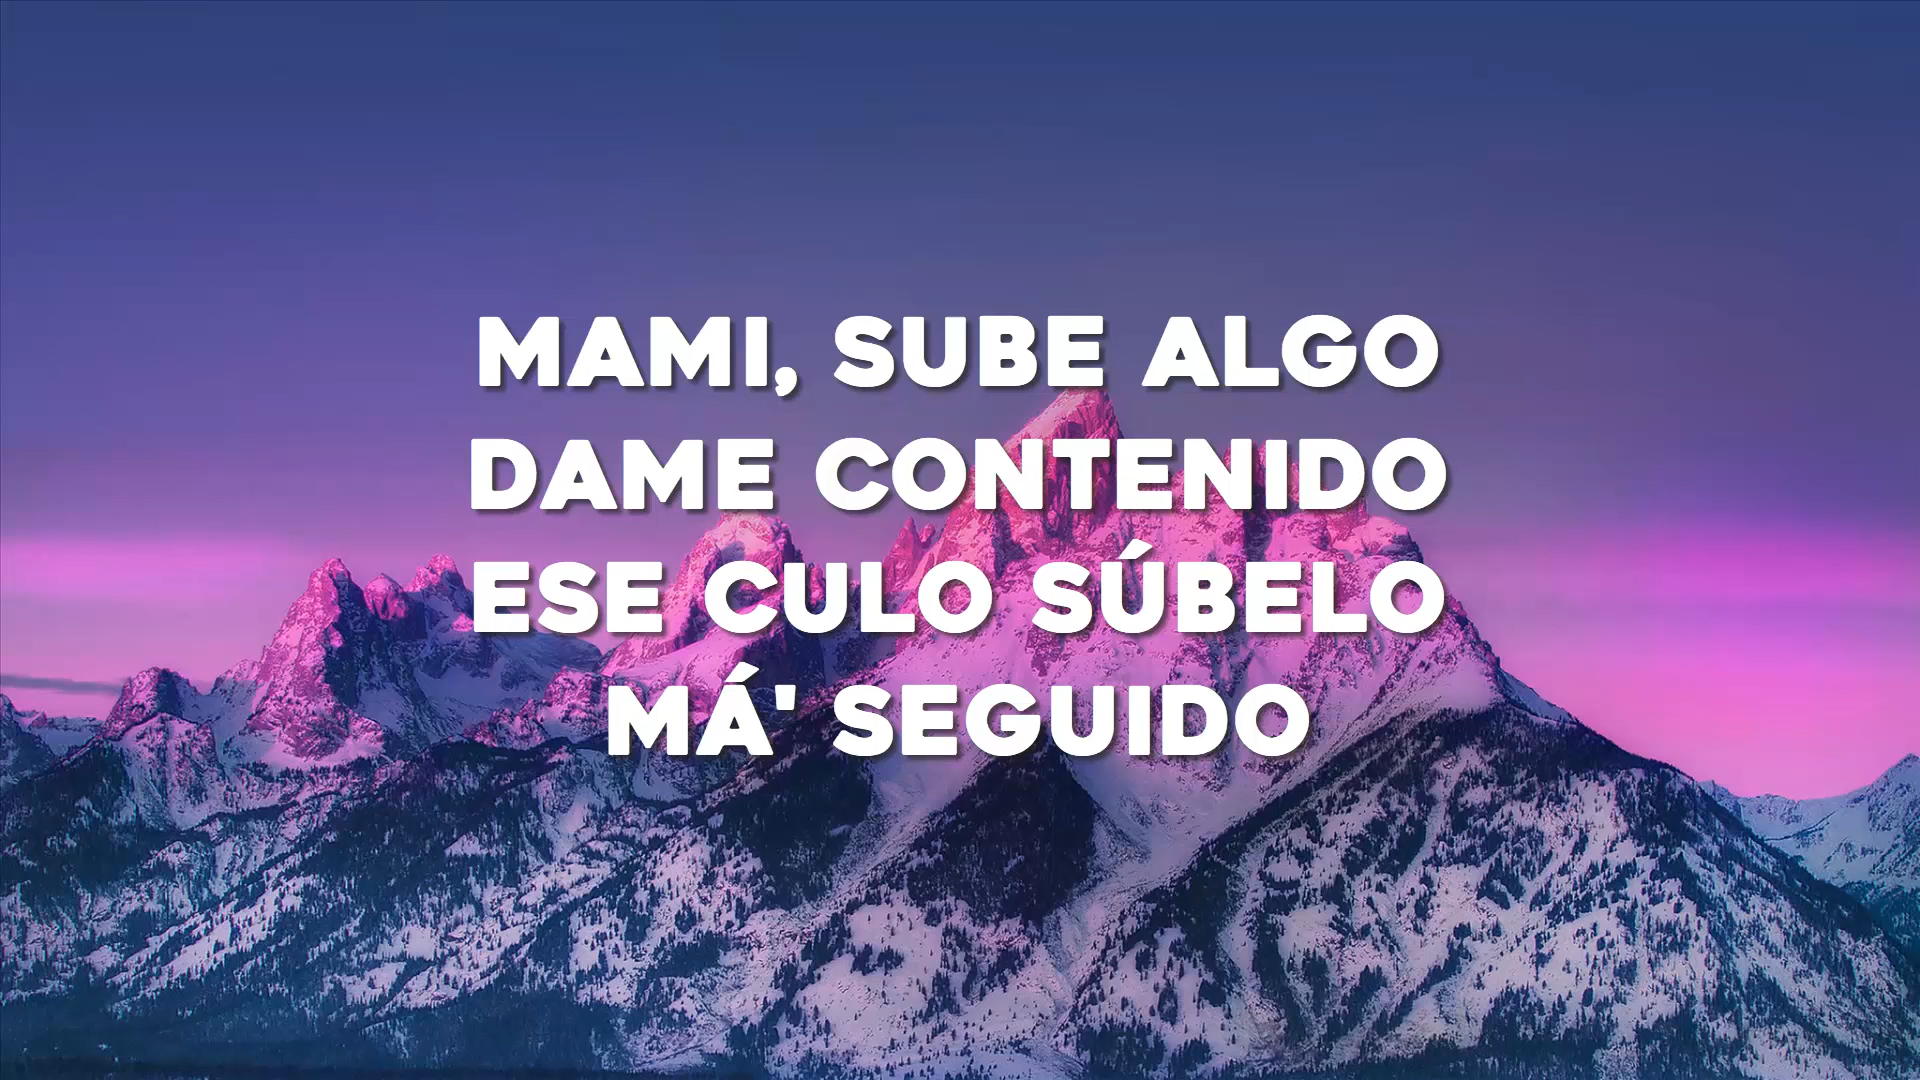 MAMI, SUBE ALGO
DAME CONTENIDO
ESE CULO SÚBELO
MÁ' SEGUIDO